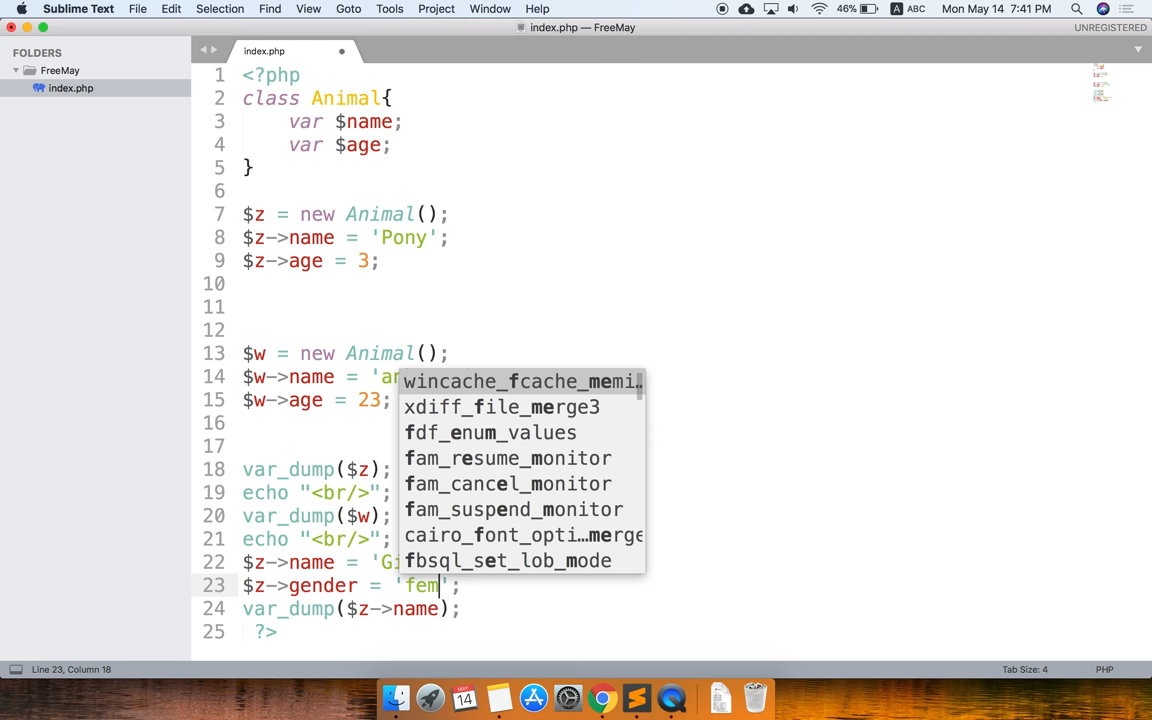 Sublime Text File Edit Selection Find View Goto Tools Project Window Help 46% A ABC Mon May 14 7:41 PM
index.php — FreeMay UNREGISTERED
FOLDERS
FreeMay
index.php
index.php
1 <?php
2 class Animal{
3 var $name;
4 var $age;
5 }
6
7 $z = new Animal();
8 $z->name = 'Pony';
9 $z->age = 3;
10
11
12
13 $w = new Animal();
14 $w->name = 'an
15 $w->age = 23;
16
17
18 var_dump($z);
19 echo "<br/>";
20 var_dump($w);
21 echo "<br/>";
22 $z->name = 'Gi
23 $z->gender = 'fem';
24 var_dump($z->name);
25 ?>
wincache_fcache_memi…
xdiff_file_merge3
fdf_enum_values
fam_resume_monitor
fam_cancel_monitor
fam_suspend_monitor
cairo_font_opti…merge
fbsql_set_lob_mode
Line 23, Column 18 Tab Size: 4 PHP
MAY
14